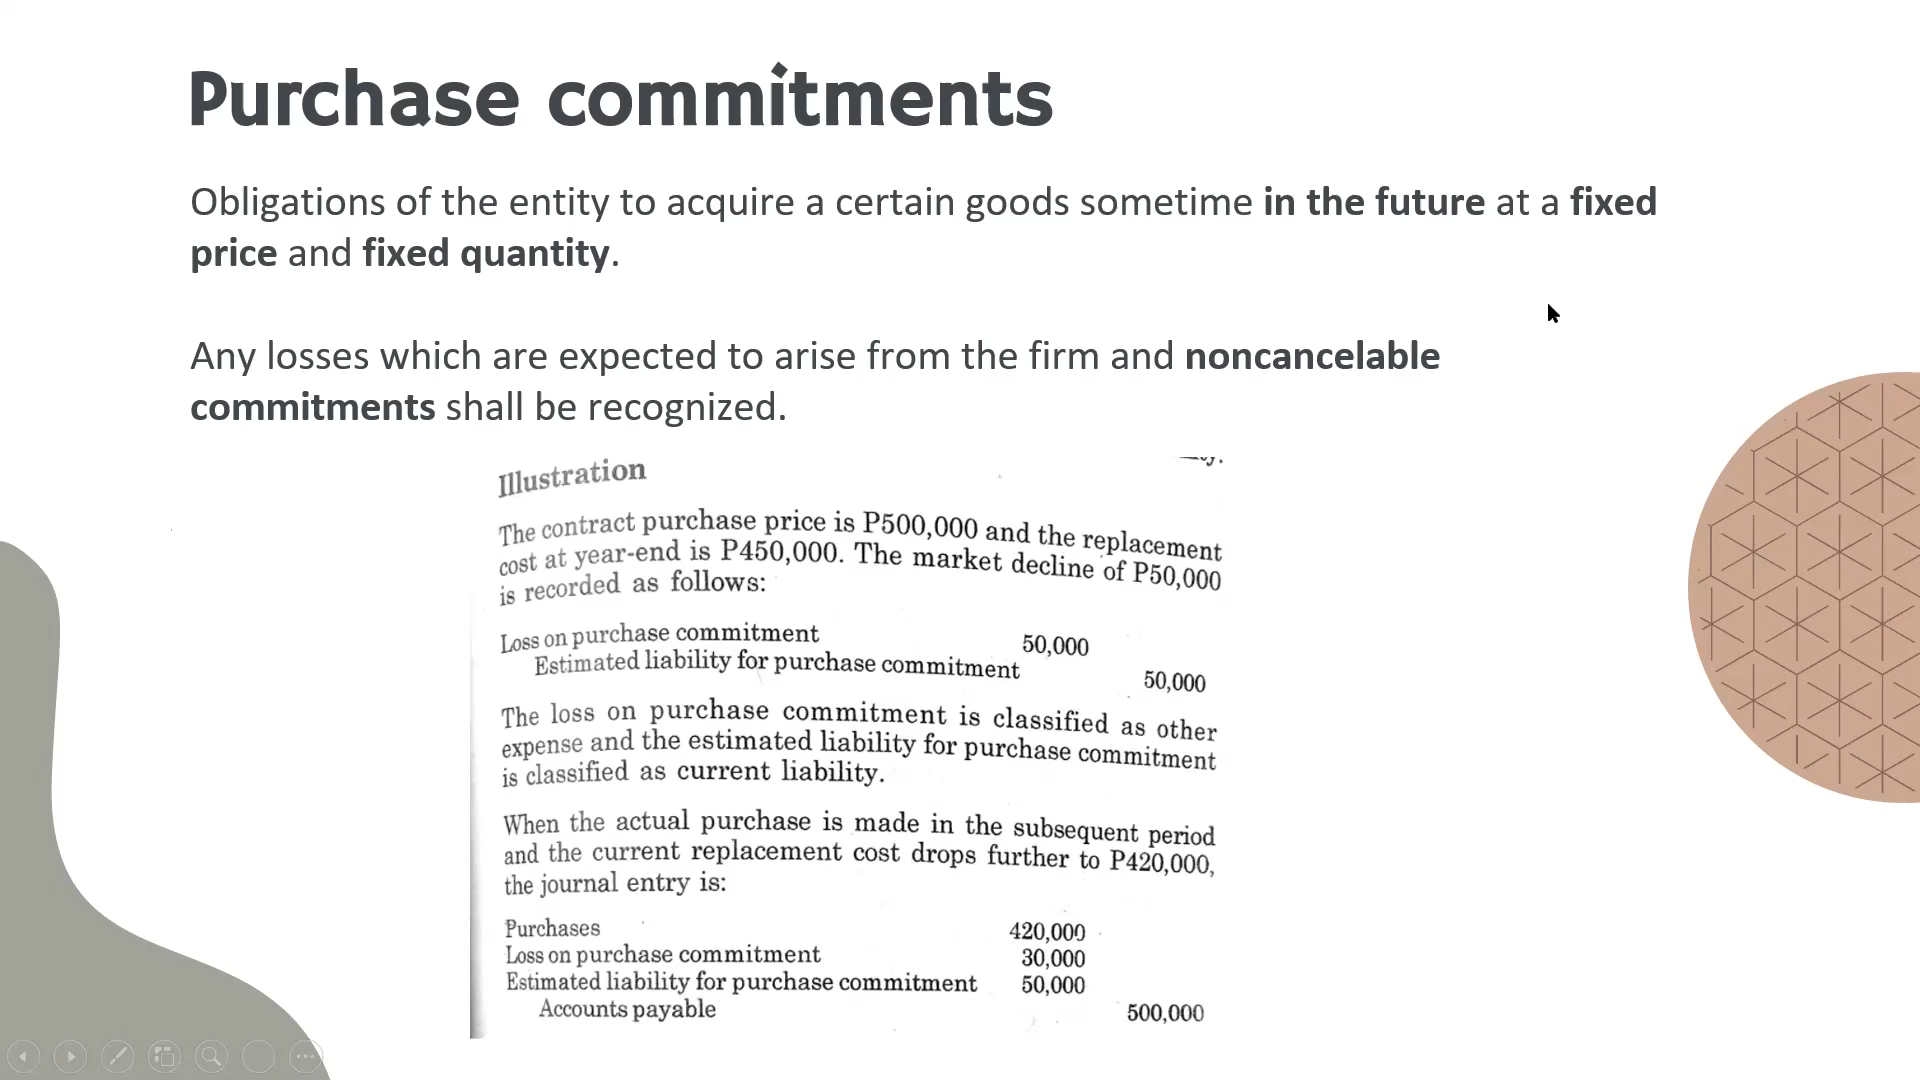 Purchase commitments
Obligations of the entity to acquire a certain goods sometime in the future at a fixed
price and fixed quantity.
Any losses which are expected to arise from the firm and noncancelable
commitments shall be recognized.
Illustration
The contract purchase price is P500,000 and the replacement
cost at year-end is P450,000. The market decline of P50,000
is recorded as follows:
Loss on purchase commitment 50,000
Estimated liability for purchase commitment 50,000
The loss on purchase commitment is classified as other
expense and the estimated liability for purchase commitment
is classified as current liability.
When the actual purchase is made in the subsequent period
and the current replacement cost drops further to P420,000,
the journal entry is:
Purchases 420,000
Loss on purchase commitment 30,000
Estimated liability for purchase commitment 50,000
Accounts payable 500,000